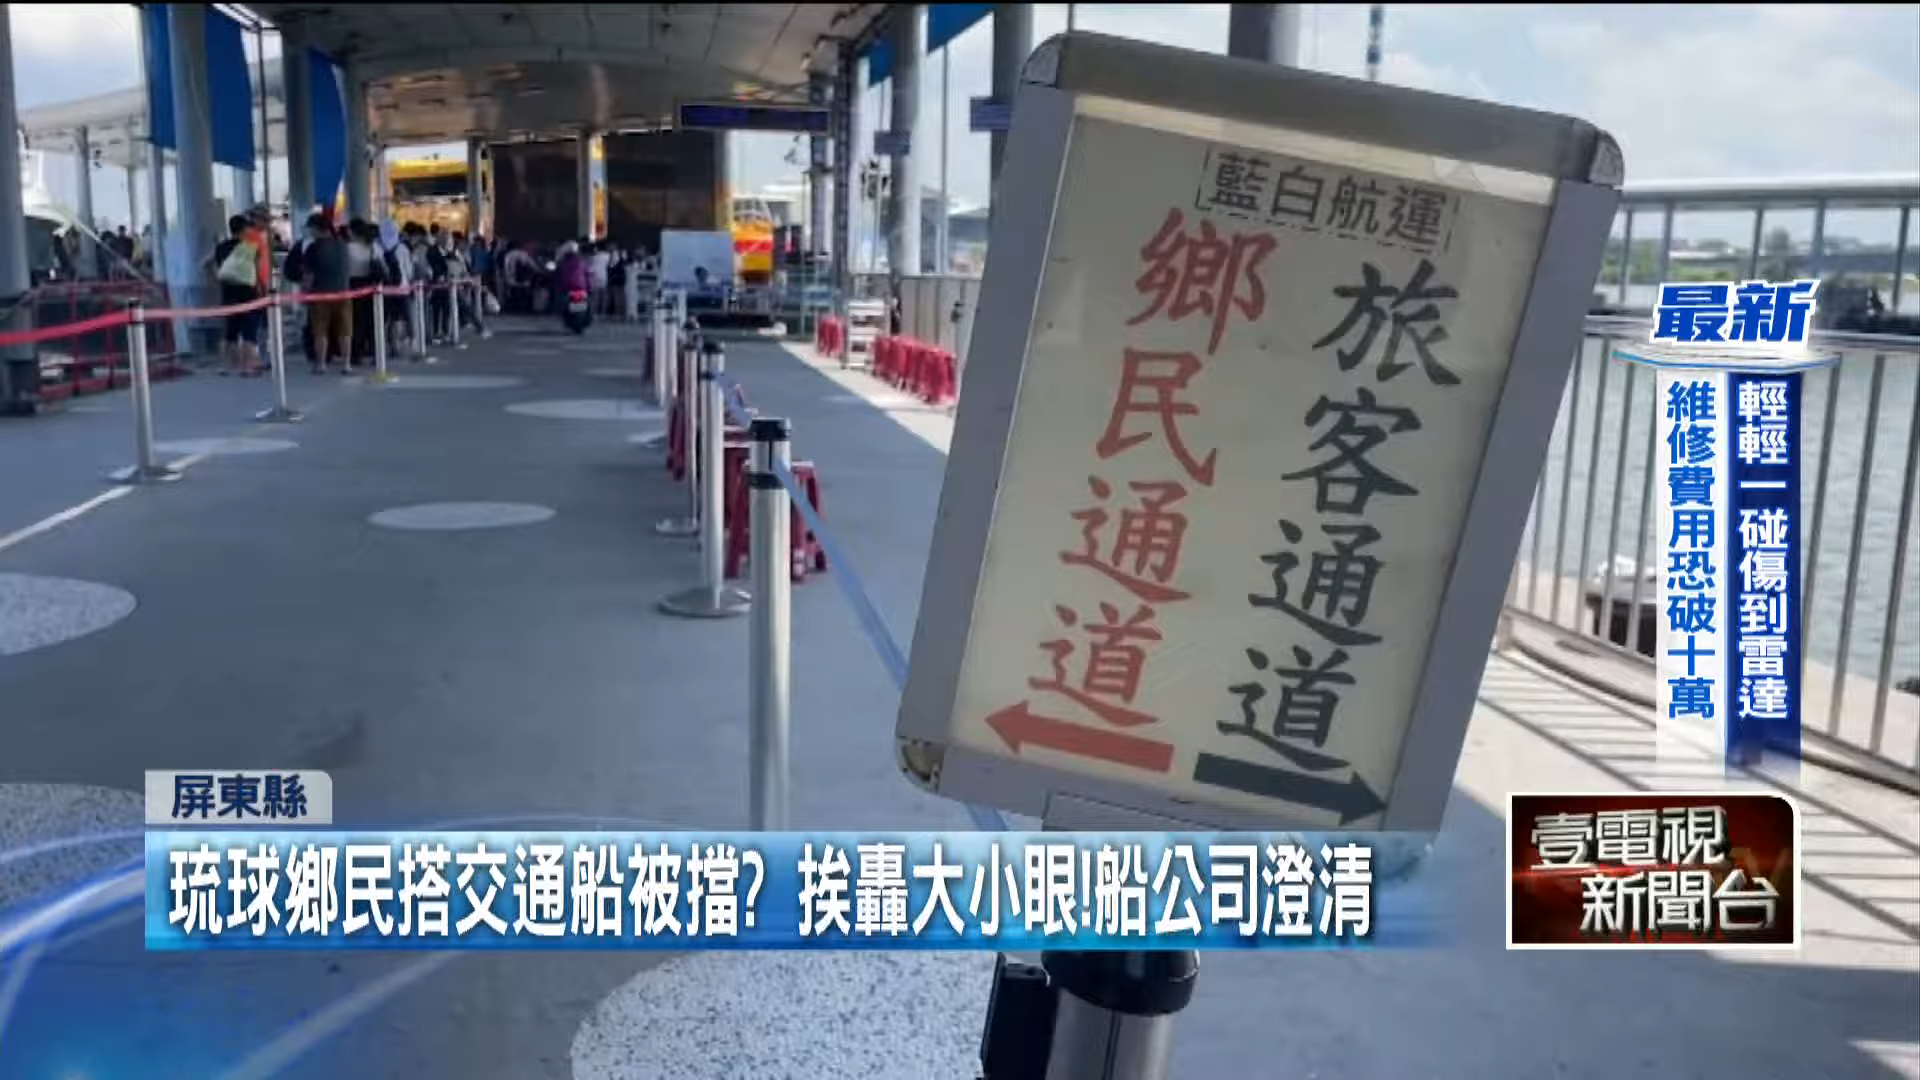 藍白航運
旅客通道
鄉民通道
最新
輕輕一碰傷到雷達
維修費用恐破十萬
屏東縣
琉球鄉民搭交通船被擋? 挨轟大小眼!船公司澄清
壹電視
新聞台